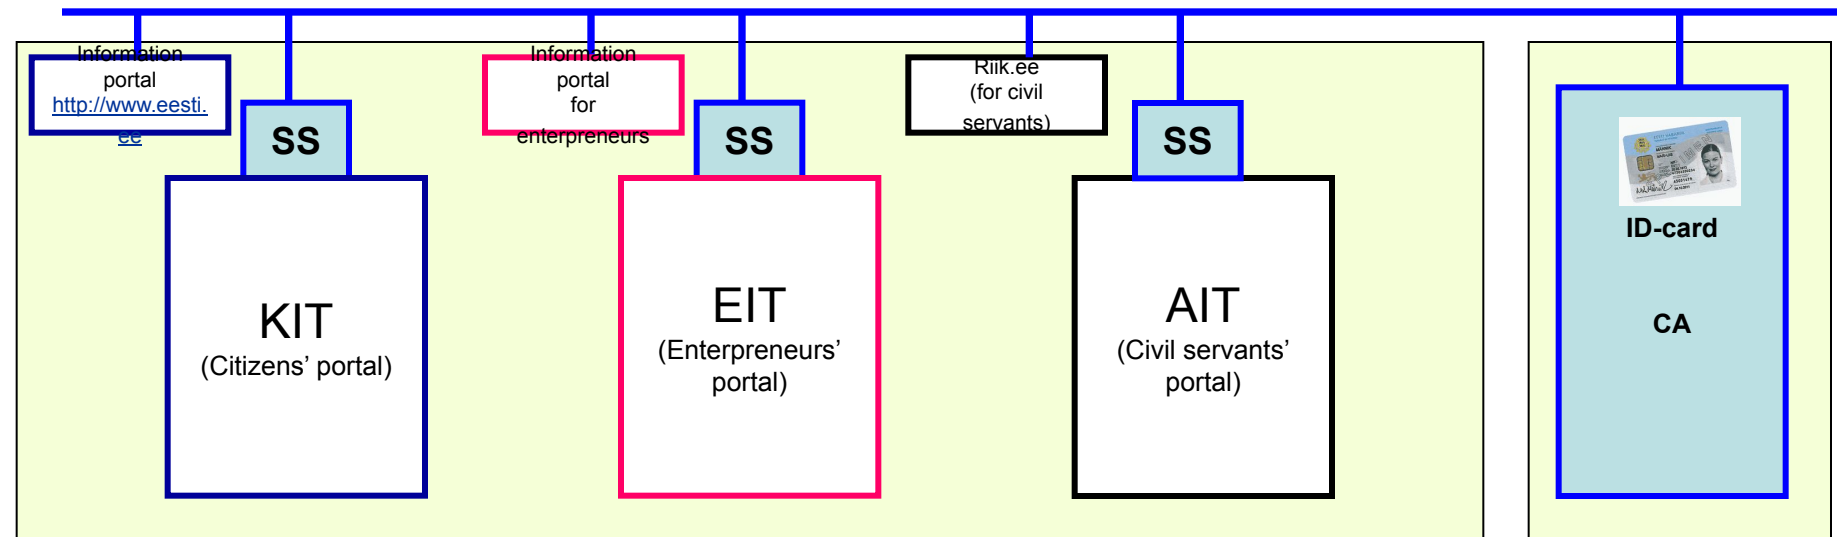 Information
portal
http://www.eesti.
ee
SS
Information
portal
for
enterpreneurs
SS
Riik.ee
(for civil
servants)
SS
KIT
(Citizens’ portal)
EIT
(Enterpreneurs’
portal)
AIT
(Civil servants’
portal)
ID-card
CA